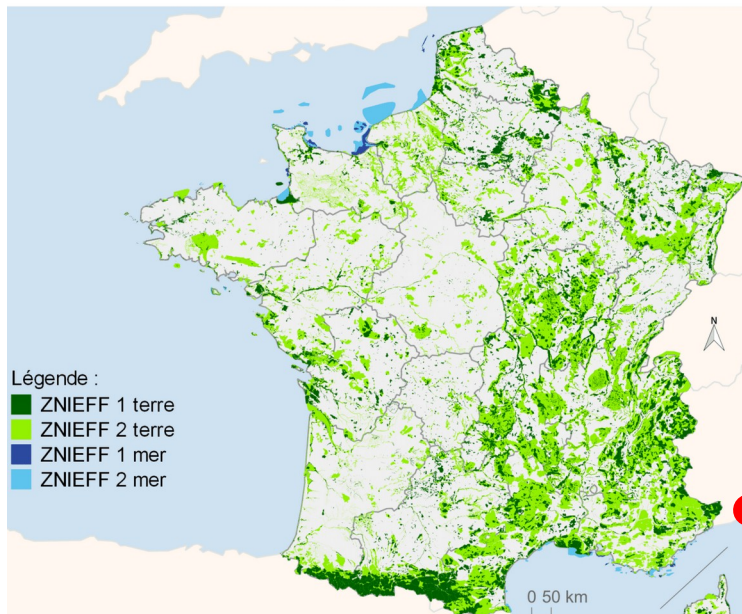 N
Légende :
ZNIEFF 1 terre
ZNIEFF 2 terre
ZNIEFF 1 mer
ZNIEFF 2 mer
0 50 km